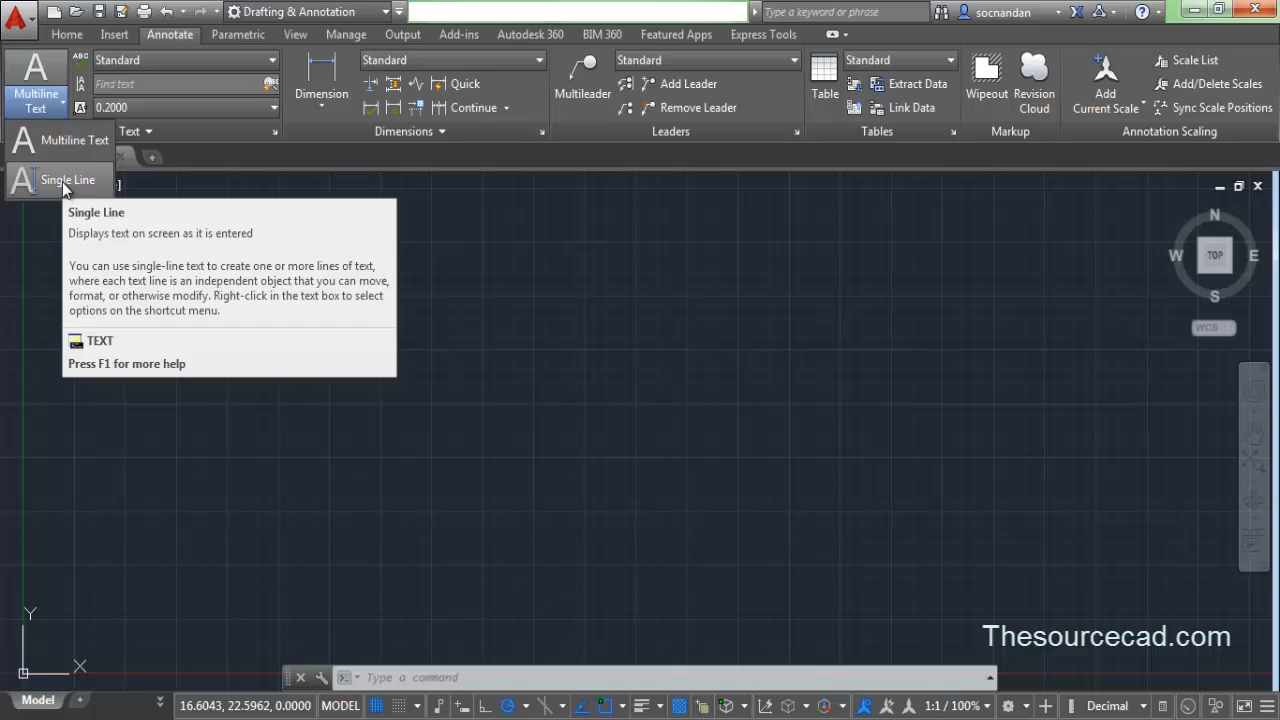 Drafting & Annotation
Type a keyword or phrase
socnandan
Home Insert Annotate Parametric View Manage Output Add-ins Autodesk 360 BIM 360 Featured Apps Express Tools
Multiline
Text
ABC
Standard
Find text
0.2000
Text
Dimension
Standard
Quick
Continue
Dimensions
Multileader
Standard
Add Leader
Remove Leader
Leaders
Table
Standard
Extract Data
Link Data
Tables
Wipeout
Revision
Cloud
Markup
Add
Current Scale
Scale List
Add/Delete Scales
Sync Scale Positions
Annotation Scaling
A Multiline Text
A Single Line
Single Line
Displays text on screen as it is entered
You can use single-line text to create one or more lines of text,
where each text line is an independent object that you can move,
format, or otherwise modify. Right-click in the text box to select
options on the shortcut menu.
TEXT
Press F1 for more help
N
W TOP E
S
WCS
Y
X
Thesourcecad.com
Type a command
Model
16.6043, 22.5962, 0.0000 MODEL
1:1 / 100%
Decimal